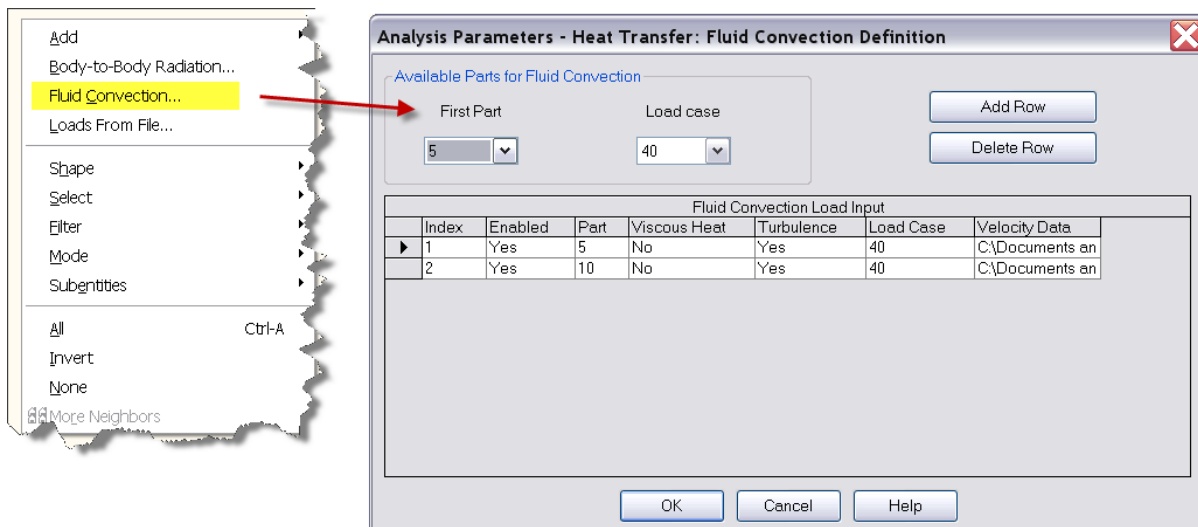 Add
Body-to-Body Radiation...
Fluid Convection...
Loads From File...
Shape
Select
Filter
Mode
Subentities
All Ctrl-A
Invert
None
More Neighbors
Analysis Parameters - Heat Transfer: Fluid Convection Definition
Available Parts for Fluid Convection
First Part Load case
5 40
Add Row
Delete Row
Fluid Convection Load Input
Index Enabled Part Viscous Heat Turbulence Load Case Velocity Data
1 Yes 5 No Yes 40 C:\Documents an
2 Yes 10 No Yes 40 C:\Documents an
OK Cancel Help